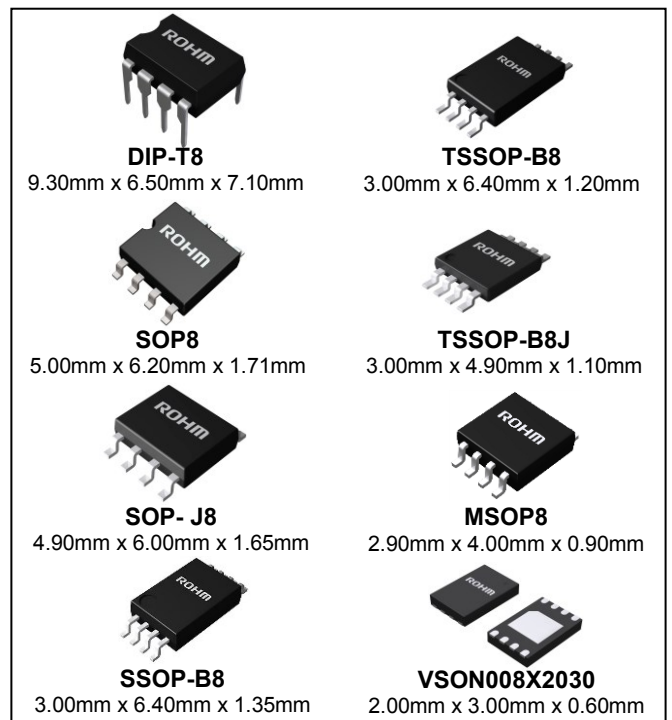 ROHM
DIP-T8
9.30mm x 6.50mm x 7.10mm
ROHM
TSSOP-B8
3.00mm x 6.40mm x 1.20mm
ROHM
SOP8
5.00mm x 6.20mm x 1.71mm
ROHM
TSSOP-B8J
3.00mm x 4.90mm x 1.10mm
ROHM
SOP- J8
4.90mm x 6.00mm x 1.65mm
ROHM
MSOP8
2.90mm x 4.00mm x 0.90mm
ROHM
SSOP-B8
3.00mm x 6.40mm x 1.35mm
ROHM
VSON008X2030
2.00mm x 3.00mm x 0.60mm